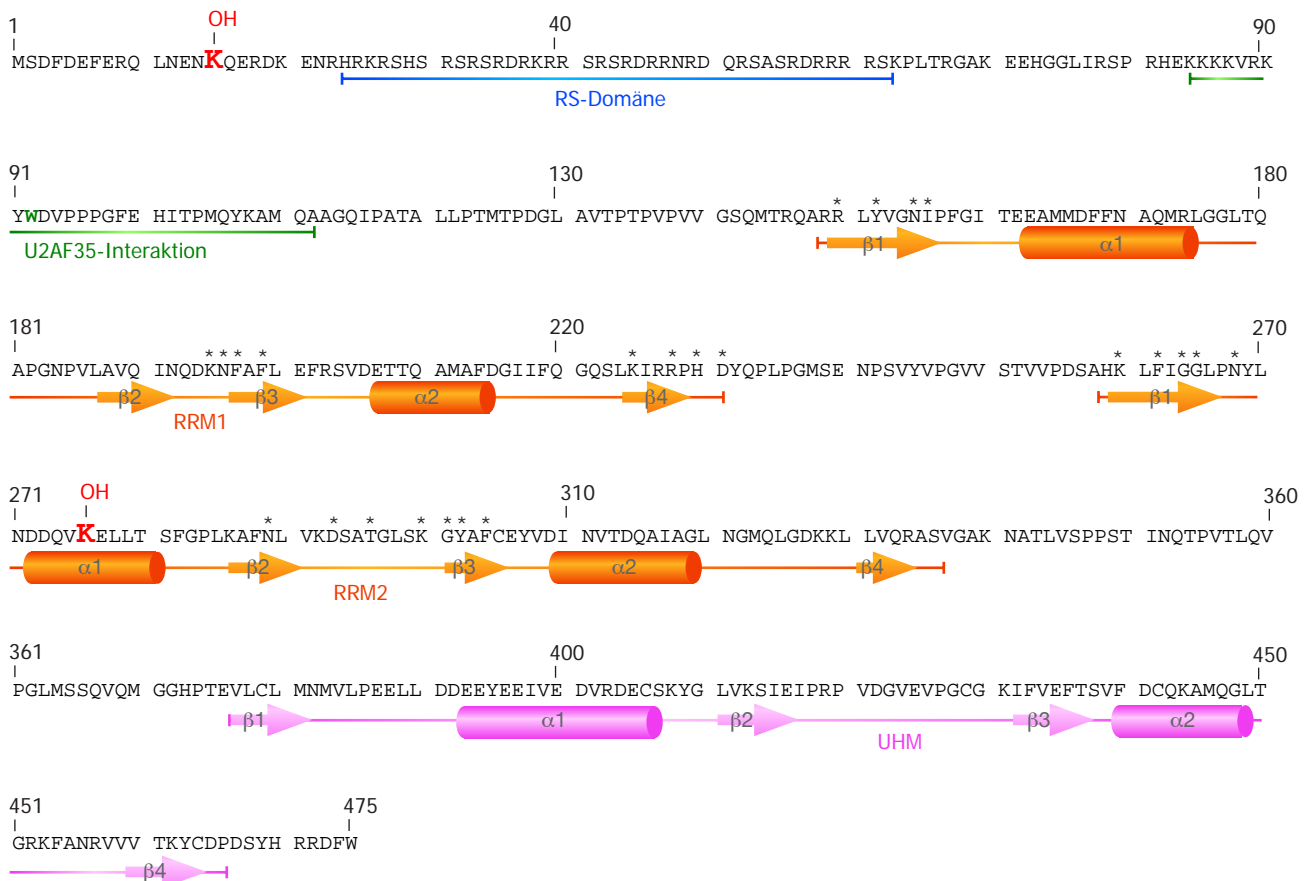 OH
1 40 90
MSDFDEFERQ LNENKQERDK ENRHRKRSHS RSRSRDRKRR SRSRDRRNRD QRSASRDRRR RSKPLTRGAK EEHGGLIRSP RHEKKKKVRK
RS-Domäne
91 130 180
YWDVPPPGFE HITPMQYKAM QAAGQIPATA LLPTMTPDGL AVTPTPVPVV GSQMTRQARR LYVGNIPFGI TEEAMMDFFN AQMRLGGLTQ
* * * *
U2AF35-Interaktion
β1 α1
181 220 270
* * * * * * * * * * * * *
APGNPVLAVQ INQDKNFAFL EFRSVDETTQ AMAFDGIIFQ GQSLKIRRPH DYQPLPGMSE NPSVYVPGVV STVVPDSAHK LFIGGLPNYL
β2 β3 α2 β4 β1
RRM1
OH
271 310 360
* * * * * * *
NDDQVKELLT SFGPLKAFNL VKDSATGLSK GYAFCEYVDI NVTDQAIAGL NGMQLGDKKL LVQRASVGAK NATLVSPPST INQTPVTLQV
α1 β2 β3 α2 β4
RRM2
361 400 450
PGLMSSQVQM GGHPTEVLCL MNMVLPEELL DDEEYEEIVE DVRDECSKYG LVKSIEIPRP VDGVEVPGCG KIFVEFTSVF DCQKAMQGLT
β1 α1 β2 β3 α2
UHM
451 475
GRKFANRVVV TKYCDPDSYH RRDFW
β4